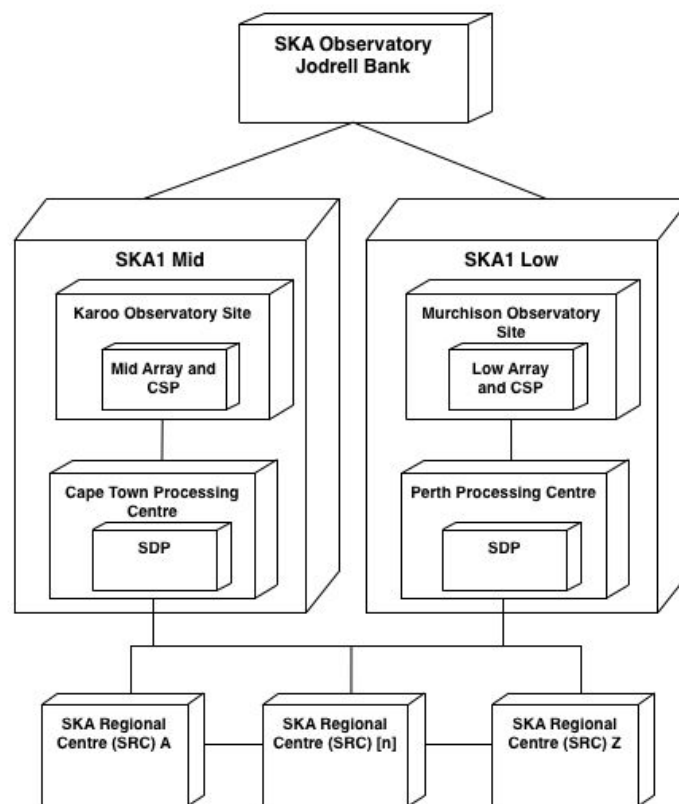 SKA Observatory
Jodrell Bank
SKA1 Mid
Karoo Observatory Site
Mid Array and
CSP
Cape Town Processing
Centre
SDP
SKA1 Low
Murchison Observatory
Site
Low Array
and CSP
Perth Processing Centre
SDP
SKA Regional
Centre (SRC) A
SKA Regional
Centre (SRC) [n]
SKA Regional
Centre (SRC) Z